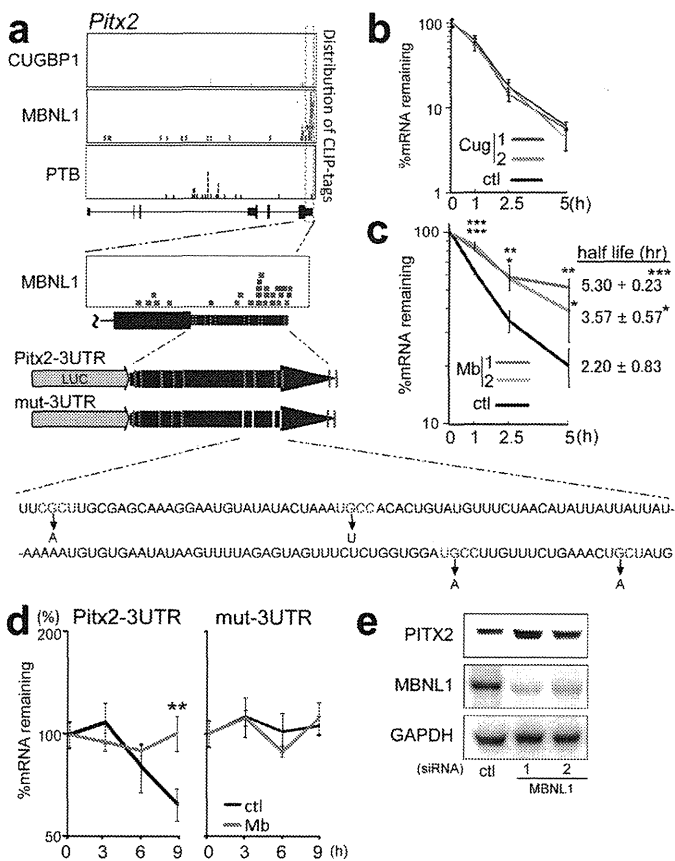 a
Pitx2
CUGBP1
MBNL1
PTB
Distribution of CLIP-tags
MBNL1
Pitx2-3UTR
LUC
mut-3UTR
UUCGCUUGCGAGCAAAGGAAUGUAUAUACUAAAUGCCACACUGUAUGUUUCUAACAUAUUAUUAUUAU-
A
U
-AAAAAUGUGUGAAUAUAAGUUUUAGAGUAGUUUCUCUGGUGGAUGCCUUGUUUCUGAAACUGCUAUG
A
A
b
%mRNA remaining
100
10
1
Cug
1
2
ctl
0
1
2.5
5(h)
c
%mRNA remaining
100
10
***
***
**
*
**
*
half life (hr)
***
5.30 + 0.23
3.57 ± 0.57*
2.20 ± 0.83
Mb
1
2
ctl
0
1
2.5
5(h)
d
(%)
Pitx2-3UTR
mut-3UTR
%mRNA remaining
200
100
50
**
ctl
Mb
0
3
6
9
0
3
6
9
(h)
e
PITX2
MBNL1
GAPDH
(siRNA)
ctl
1
2
MBNL1